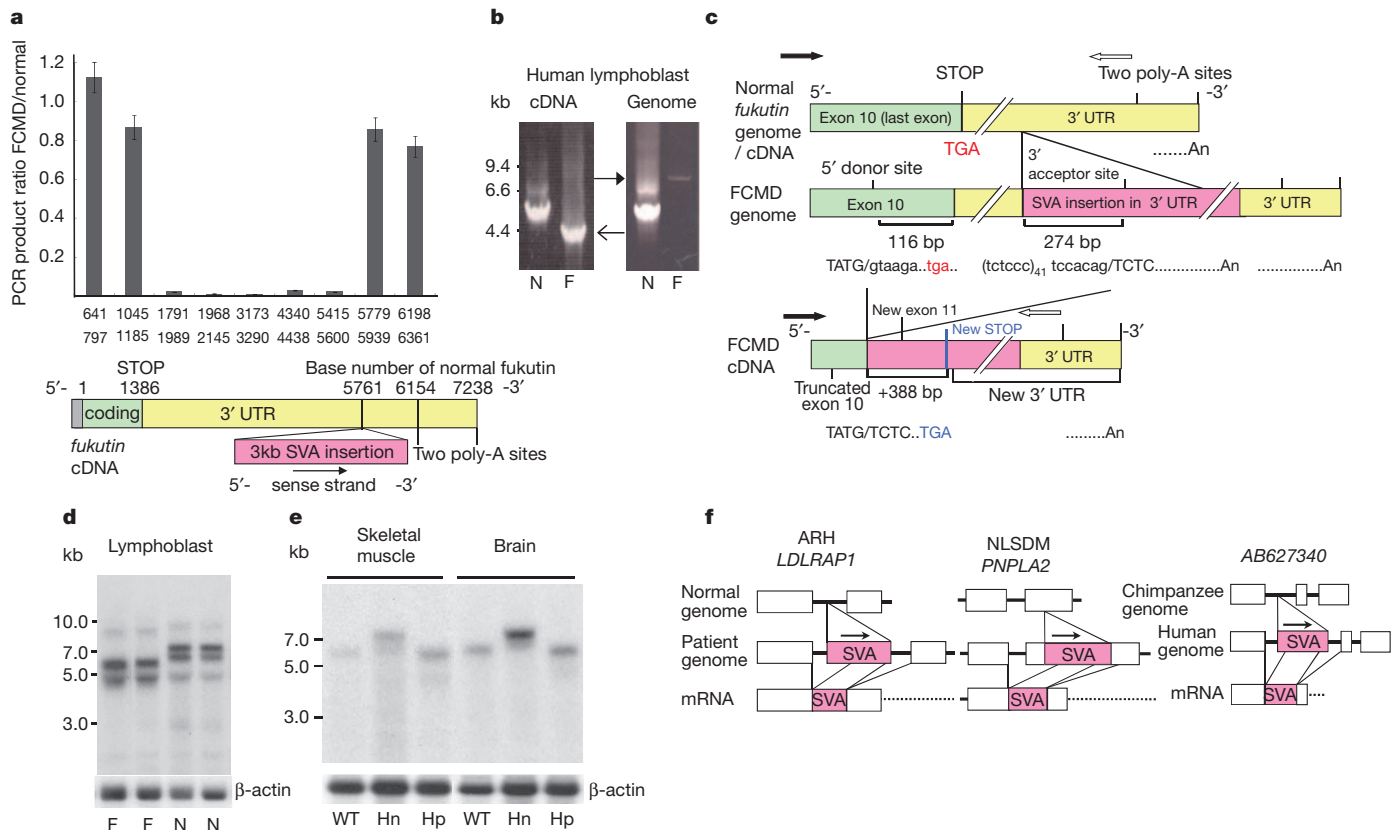 a
PCR product ratio FCMD/normal
1.2
1.0
0.8
0.6
0.4
0.2
641 1045 1791 1968 3173 4340 5415 5779 6198
797 1185 1989 2145 3290 4438 5600 5939 6361
STOP
Base number of normal fukutin
5′- 1 1386 5761 6154 7238 -3′
coding 3′ UTR
fukutin
cDNA
3kb SVA insertion
Two poly-A sites
5′- sense strand -3′
b
Human lymphoblast
kb cDNA Genome
9.4
6.6
4.4
N F N F
c
STOP
Two poly-A sites
Normal
fukutin
genome
/ cDNA
5′- -3′
Exon 10 (last exon) 3′ UTR
TGA
.......An
3′
acceptor site
5′ donor site
FCMD
genome
Exon 10 SVA insertion in 3′ UTR 3′ UTR
116 bp 274 bp
TATG/gtaaga..tga.. (tctccc)41 tccacag/TCTC...............An ...............An
New exon 11
New STOP
5′- -3′
FCMD
cDNA
3′ UTR
Truncated
exon 10
+388 bp
New 3′ UTR
TATG/TCTC..TGA .........An
d
kb
Lymphoblast
10.0
7.0
5.0
3.0
β-actin
F F N N
e
kb
Skeletal
muscle
Brain
7.0
5.0
3.0
β-actin
WT Hn Hp WT Hn Hp
f
ARH
LDLRAP1
NLSDM
PNPLA2
AB627340
Normal
genome
Chimpanzee
genome
Patient
genome
SVA
SVA
Human
genome
SVA
mRNA
SVA
SVA
mRNA
SVA